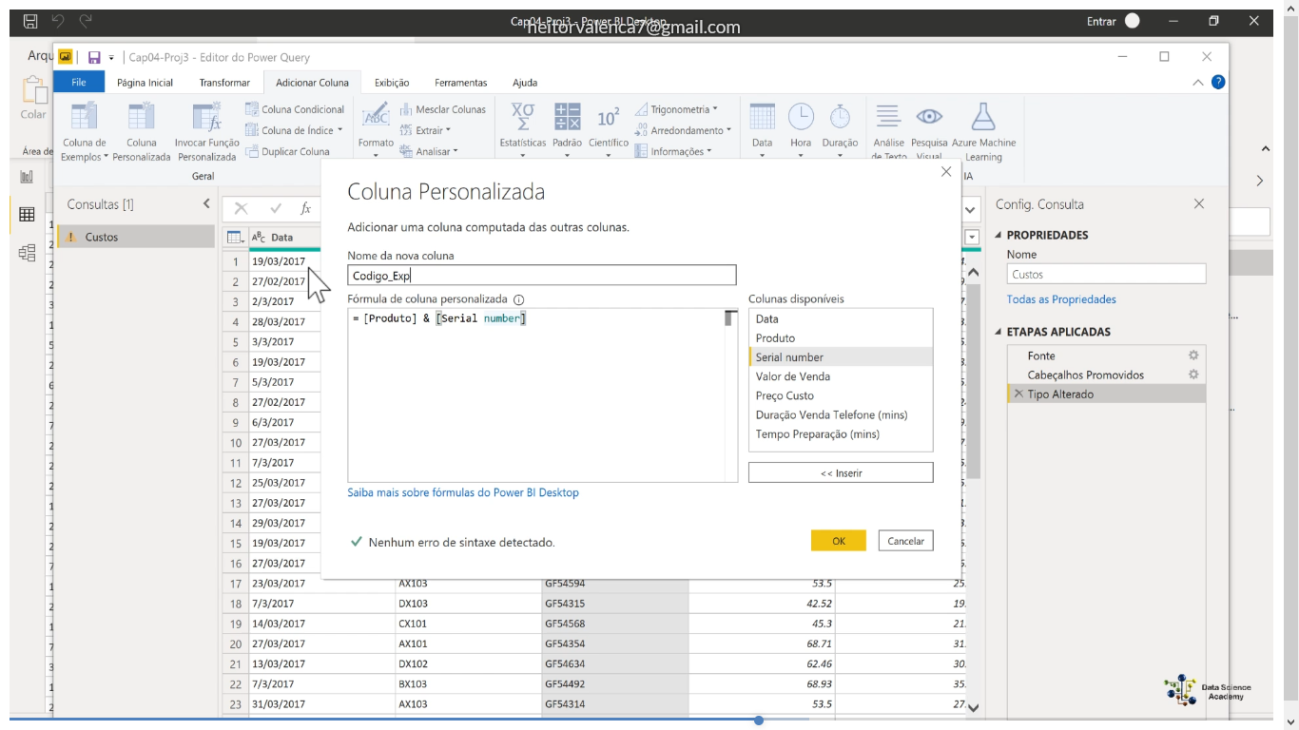 Cap04-Proj3 - Power BI Desktop
heitorvalenca7@gmail.com
Entrar
Arqu
Cap04-Proj3 - Editor do Power Query
File Página Inicial Transformar Adicionar Coluna Exibição Ferramentas Ajuda
Colar
Área de
Coluna de Exemplos
Coluna Personalizada
Invocar Função Personalizada
Coluna Condicional
Coluna de Índice
Duplicar Coluna
Geral
Formato
Mesclar Colunas
Extrair
Analisar
Estatísticas
Padrão
Científico
Trigonometria
Arredondamento
Informações
Data
Hora
Duração
Análise de Texto
Pesquisa Visual
Azure Machine Learning
IA
Consultas [1]
Custos
fx
Data
1 19/03/2017
2 27/02/2017
3 2/3/2017
4 28/03/2017
5 3/3/2017
6 19/03/2017
7 5/3/2017
8 27/02/2017
9 6/3/2017
10 27/03/2017
11 7/3/2017
12 25/03/2017
13 27/03/2017
14 29/03/2017
15 19/03/2017
16 27/03/2017
17 23/03/2017 AX103 GF54594 53.5 25.
18 7/3/2017 DX103 GF54315 42.52 19.
19 14/03/2017 CX101 GF54568 45.3 21.
20 27/03/2017 AX101 GF54354 68.71 31.
21 13/03/2017 DX102 GF54634 62.46 30.
22 7/3/2017 BX103 GF54492 68.93 35.
23 31/03/2017 AX103 GF54314 53.5 27.
Coluna Personalizada
Adicionar uma coluna computada das outras colunas.
Nome da nova coluna
Codigo_Exp
Fórmula de coluna personalizada
= [Produto] & [Serial number]
Colunas disponíveis
Data
Produto
Serial number
Valor de Venda
Preço Custo
Duração Venda Telefone (mins)
Tempo Preparação (mins)
<< Inserir
Saiba mais sobre fórmulas do Power BI Desktop
Nenhum erro de sintaxe detectado.
OK
Cancelar
Config. Consulta
PROPRIEDADES
Nome
Custos
Todas as Propriedades
ETAPAS APLICADAS
Fonte
Cabeçalhos Promovidos
Tipo Alterado
Data Science
Academy